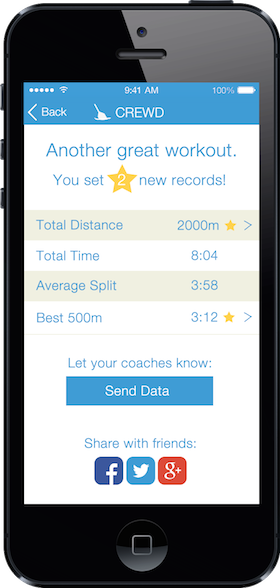 9:41 AM 100%
Back CREWD
Another great workout.
You set 2 new records!
Total Distance 2000m
Total Time 8:04
Average Split 3:58
Best 500m 3:12
Let your coaches know:
Send Data
Share with friends:
f
g+